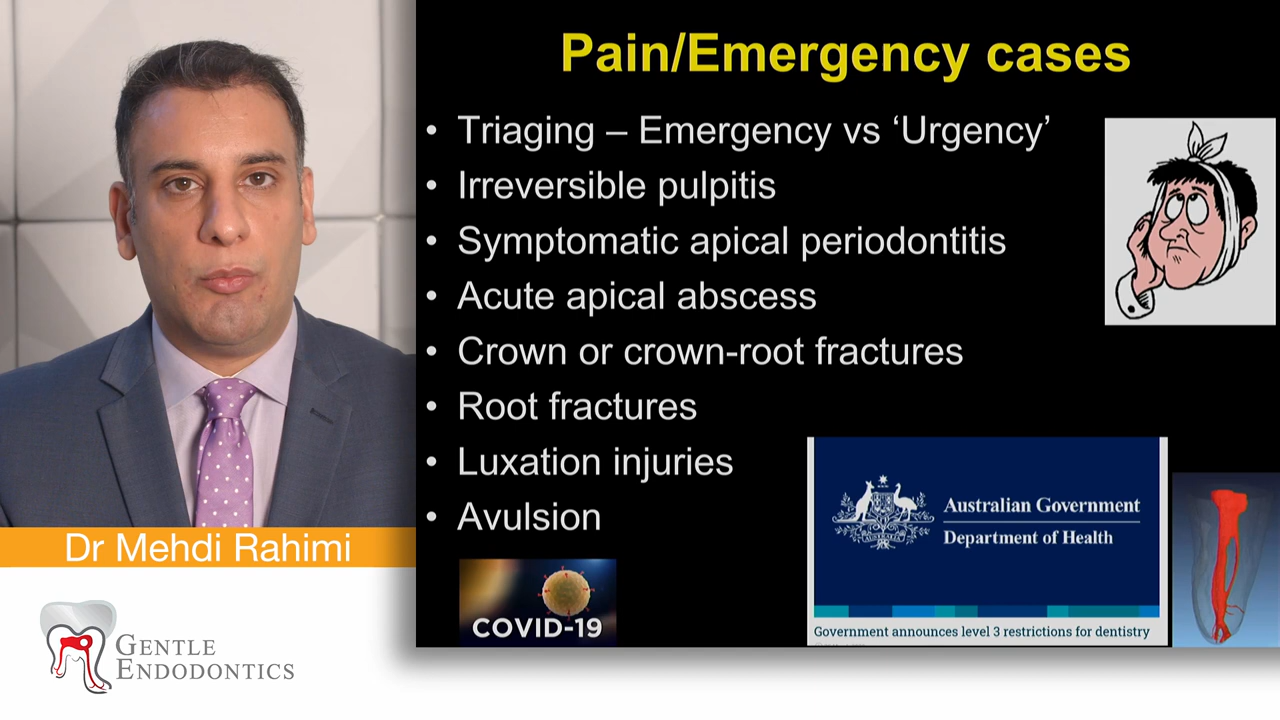 Pain/Emergency cases
• Triaging – Emergency vs ‘Urgency’
• Irreversible pulpitis
• Symptomatic apical periodontitis
• Acute apical abscess
• Crown or crown-root fractures
• Root fractures
• Luxation injuries
• Avulsion
Australian Government
Department of Health
Government announces level 3 restrictions for dentistry
COVID-19
Dr Mehdi Rahimi
GENTLE
ENDODONTICS